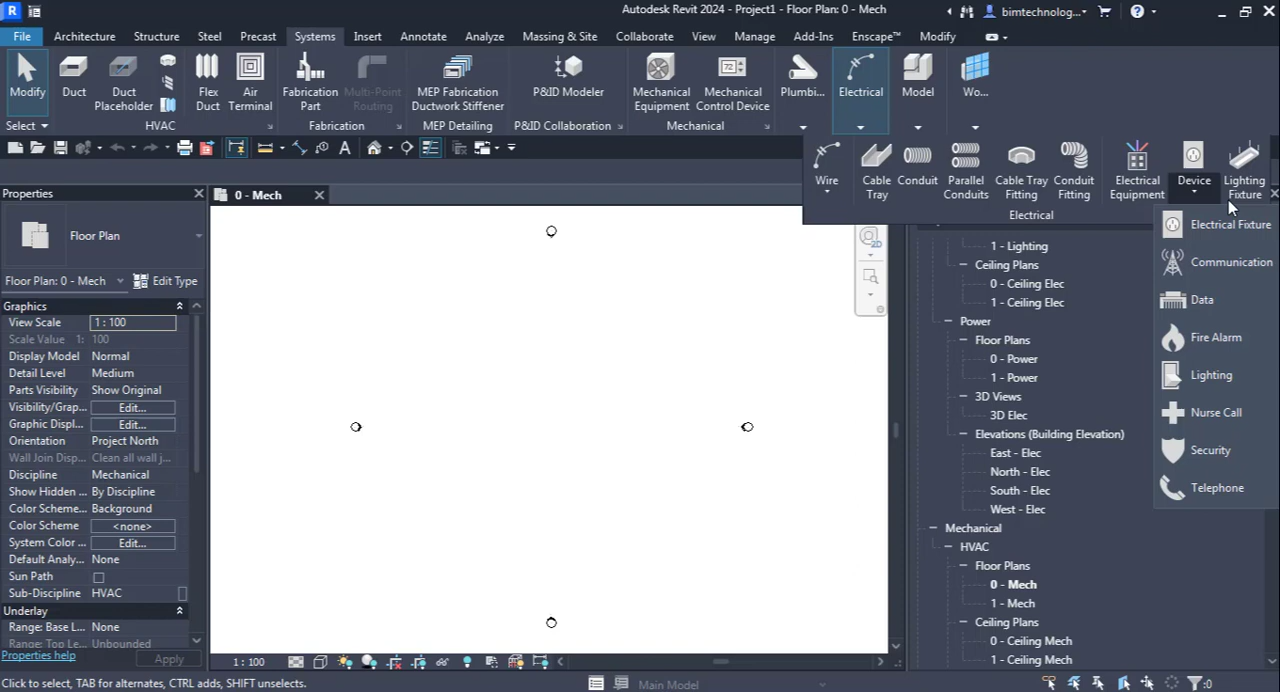 R
Autodesk Revit 2024 - Project1 - Floor Plan: 0 - Mech
bimtechnolog...
File Architecture Structure Steel Precast Systems Insert Annotate Analyze Massing & Site Collaborate View Manage Add-Ins Enscape™ Modify
Modify Duct Duct Placeholder Flex Duct Air Terminal Fabrication Part Multi-Point Routing MEP Fabrication Ductwork Stiffener P&ID Modeler Mechanical Equipment Mechanical Control Device Plumbi... Electrical Model Wo...
Select HVAC Fabrication MEP Detailing P&ID Collaboration Mechanical
Wire Cable Tray Conduit Parallel Conduits Cable Tray Fitting Conduit Fitting Electrical Equipment Device Lighting Fixture
Electrical
Electrical Fixture
Communication
Data
Fire Alarm
Lighting
Nurse Call
Security
Telephone
Properties
0 - Mech
Floor Plan
Floor Plan: 0 - Mech Edit Type
Graphics
View Scale 1 : 100
Scale Value 1: 100
Display Model Normal
Detail Level Medium
Parts Visibility Show Original
Visibility/Grap... Edit...
Graphic Displ... Edit...
Orientation Project North
Wall Join Disp... Clean all wall j...
Discipline Mechanical
Show Hidden ... By Discipline
Color Scheme... Background
Color Scheme <none>
System Color ... Edit...
Default Analy... None
Sun Path
Sub-Discipline HVAC
Underlay
Range: Base L... None
Range: Top Le... Unbounded
Properties help Apply
2D
1 - Lighting
Ceiling Plans
0 - Ceiling Elec
1 - Ceiling Elec
Power
Floor Plans
0 - Power
1 - Power
3D Views
3D Elec
Elevations (Building Elevation)
East - Elec
North - Elec
South - Elec
West - Elec
Mechanical
HVAC
Floor Plans
0 - Mech
1 - Mech
Ceiling Plans
0 - Ceiling Mech
1 - Ceiling Mech
1 : 100
Click to select, TAB for alternates, CTRL adds, SHIFT unselects.
Main Model
:0